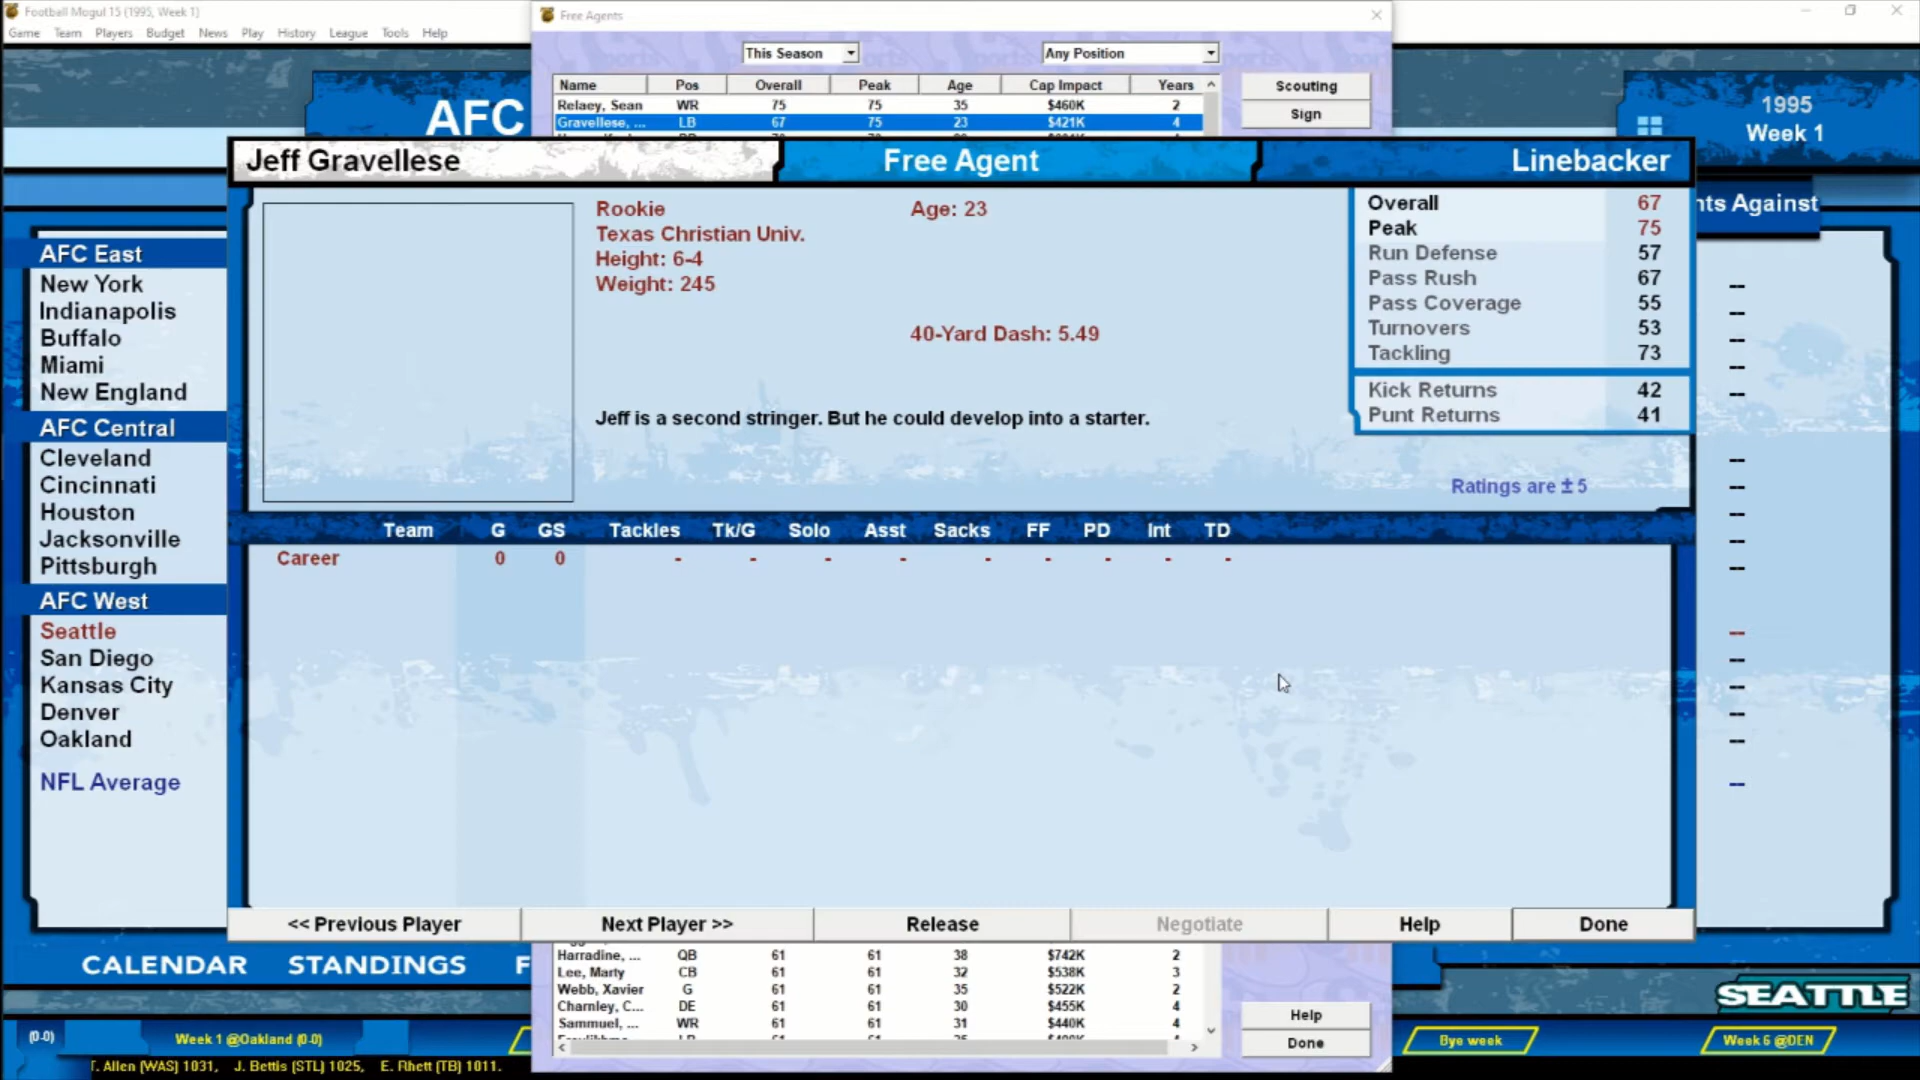 Football Mogul 15 (1995, Week 1)
Game Team Players Budget News Play History League Tools Help
Free Agents
This Season
Any Position
Name Pos Overall Peak Age Cap Impact Years
Relaey, Sean WR 75 75 35 $460K 2
Gravellese, ... LB 67 75 23 $421K 4
Scouting
Sign
AFC
1995
Week 1
Jeff Gravellese
Free Agent
Linebacker
nts Against
Rookie
Age: 23
Texas Christian Univ.
Height: 6-4
Weight: 245
40-Yard Dash: 5.49
Jeff is a second stringer. But he could develop into a starter.
Overall 67
Peak 75
Run Defense 57
Pass Rush 67
Pass Coverage 55
Turnovers 53
Tackling 73
Kick Returns 42
Punt Returns 41
Ratings are ± 5
AFC East
New York --
Indianapolis --
Buffalo --
Miami --
New England --
AFC Central
Cleveland --
Cincinnati --
Houston --
Jacksonville --
Pittsburgh --
AFC West
Seattle --
San Diego --
Kansas City --
Denver --
Oakland --
NFL Average --
Team G GS Tackles Tk/G Solo Asst Sacks FF PD Int TD
Career 0 0 - - - - - - - - -
<< Previous Player
Next Player >>
Release
Negotiate
Help
Done
Harradine, ... QB 61 61 38 $742K 2
Lee, Marty CB 61 61 32 $538K 3
Webb, Xavier G 61 61 35 $522K 2
Charnley, C... DE 61 61 30 $455K 4
Sammuel, ... WR 61 61 31 $440K 4
Help
Done
CALENDAR STANDINGS F
SEATTLE
(0-0)
Week 1 @Oakland (0-0)
Bye week
Week 6 @DEN
T. Allen (WAS) 1031, J. Bettis (STL) 1025, E. Rhett (TB) 1011.